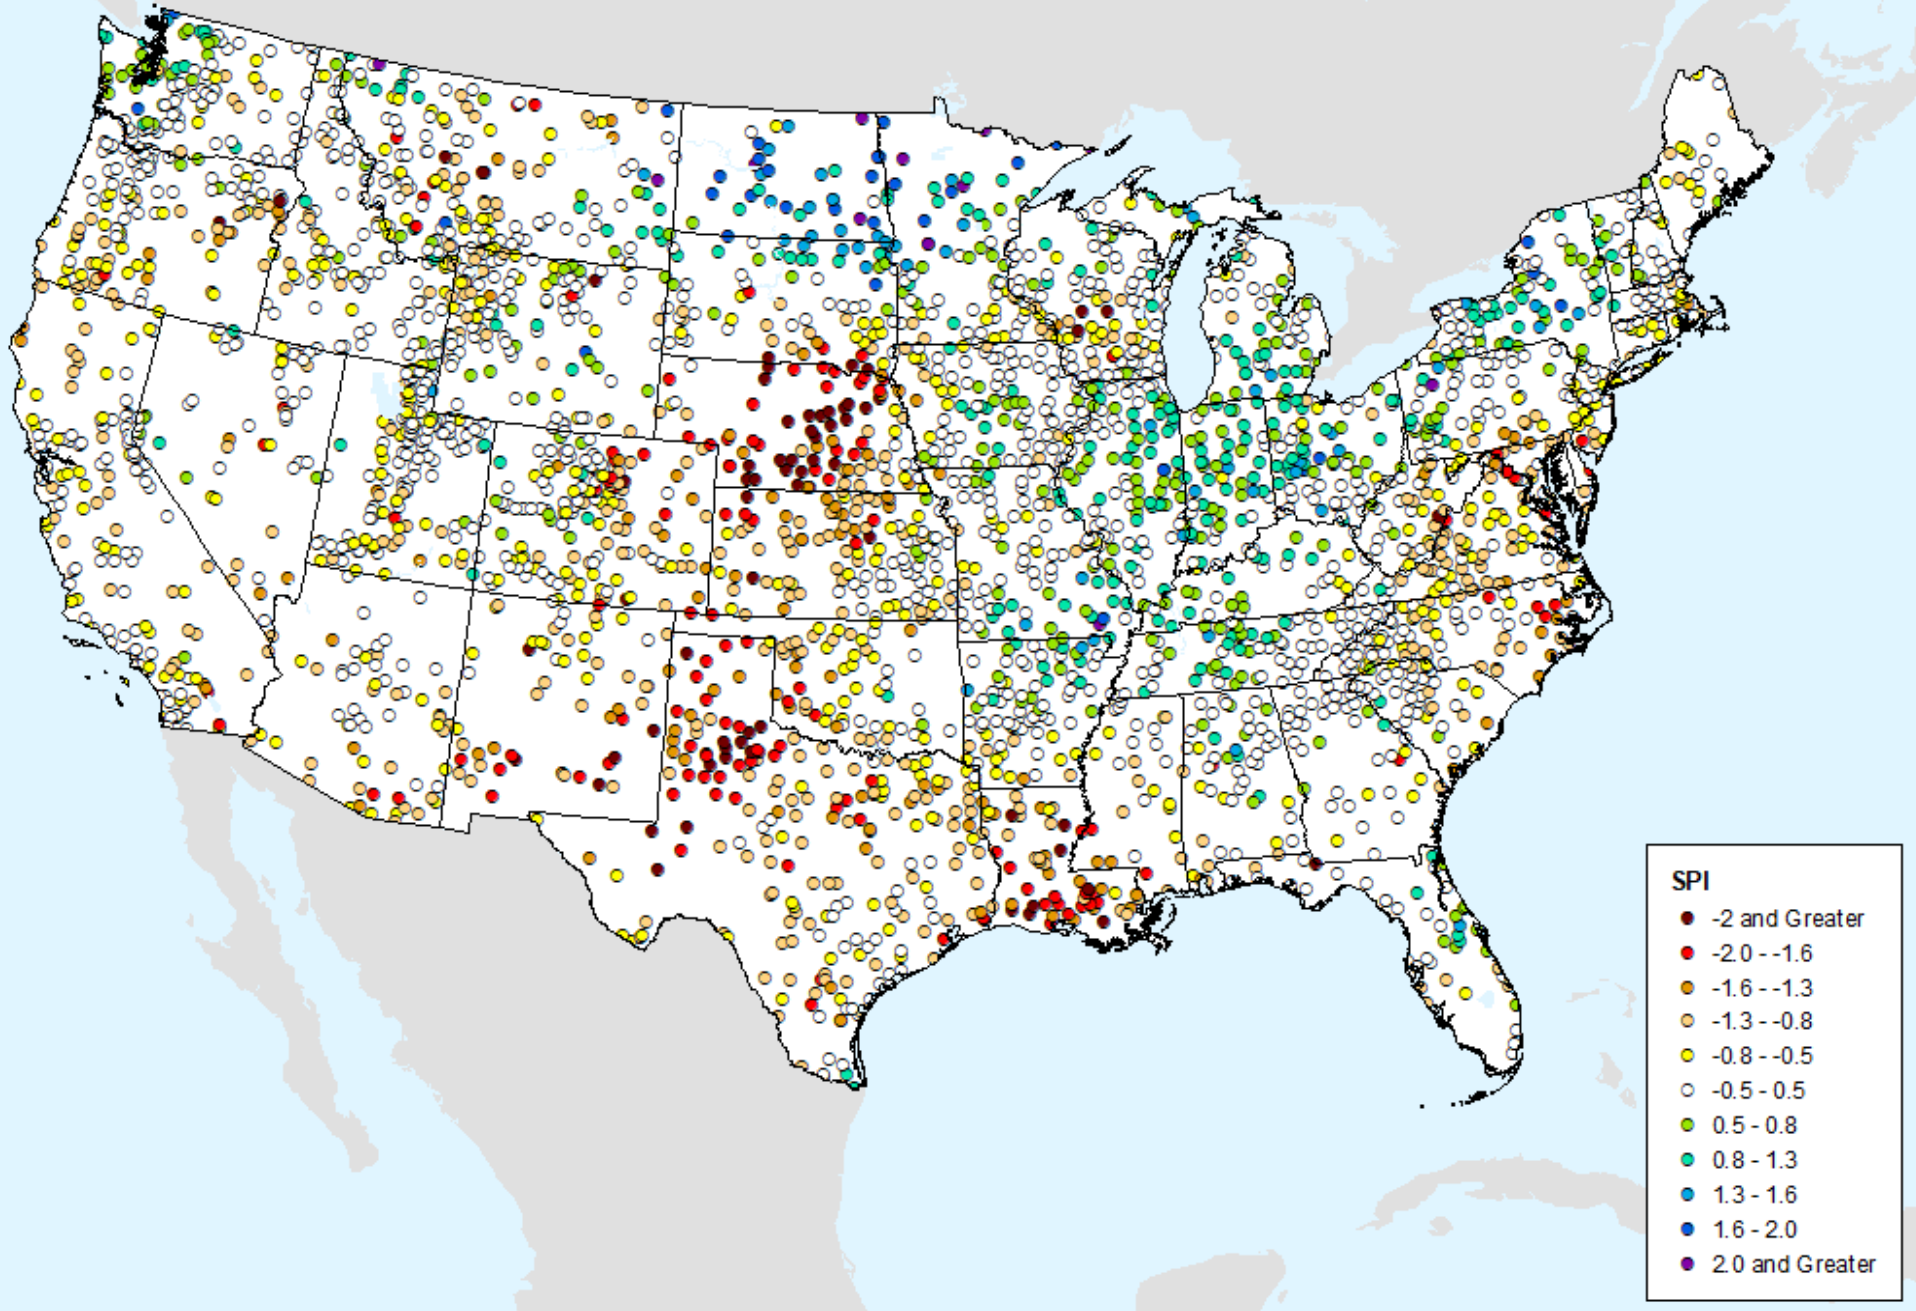 SPI
-2 and Greater
-2.0 - -1.6
-1.6 - -1.3
-1.3 - -0.8
-0.8 - -0.5
-0.5 - 0.5
0.5 - 0.8
0.8 - 1.3
1.3 - 1.6
1.6 - 2.0
2.0 and Greater